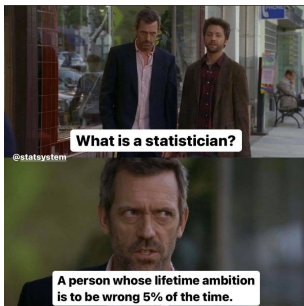 What is a statistician?
@statsystem
A person whose lifetime ambition
is to be wrong 5% of the time.